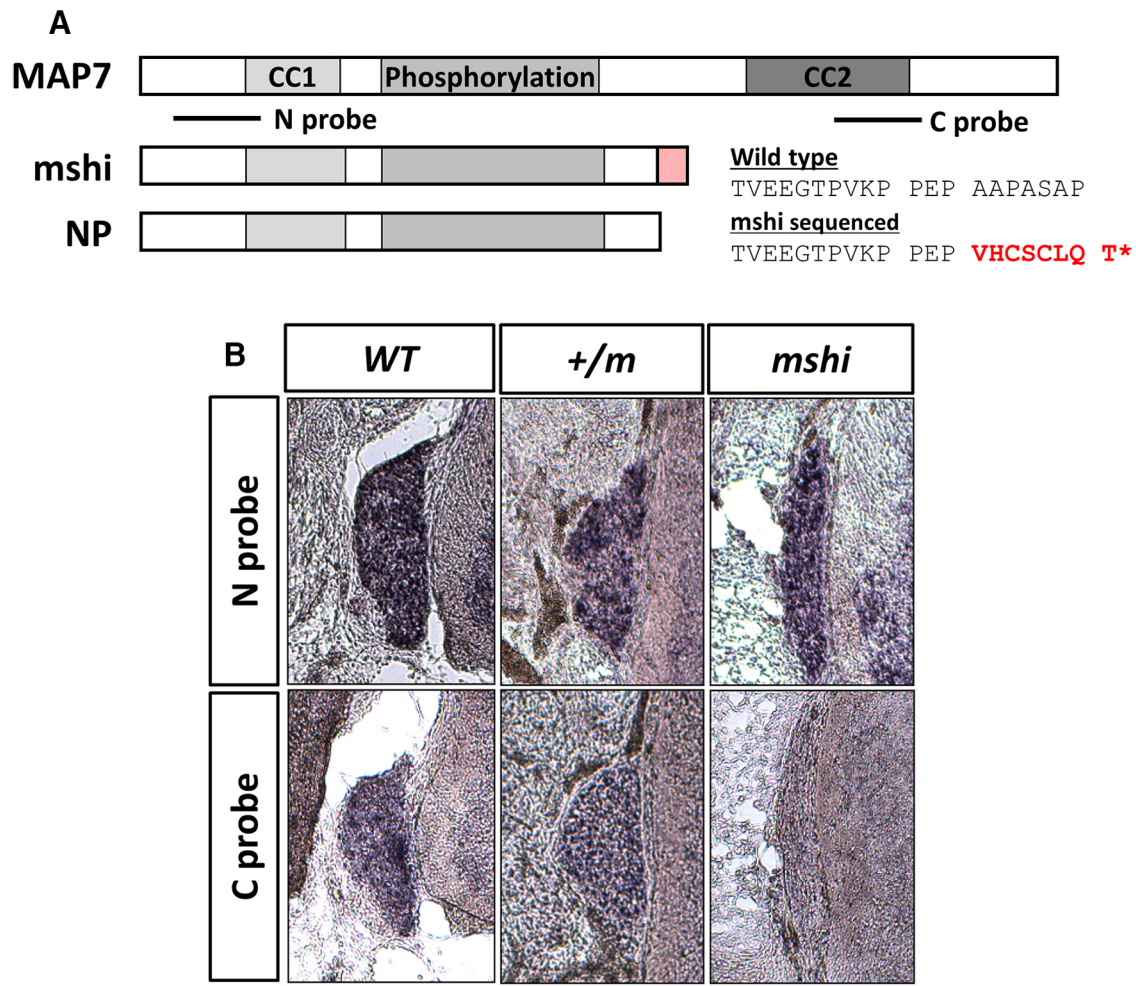 A
MAP7 CC1 Phosphorylation CC2
N probe C probe
mshi
NP
Wild type
TVEEGTPVKP PEP AAPASAP
mshi sequenced
TVEEGTPVKP PEP VHCSCLQ T*
B
WT +/m mshi
N probe
C probe